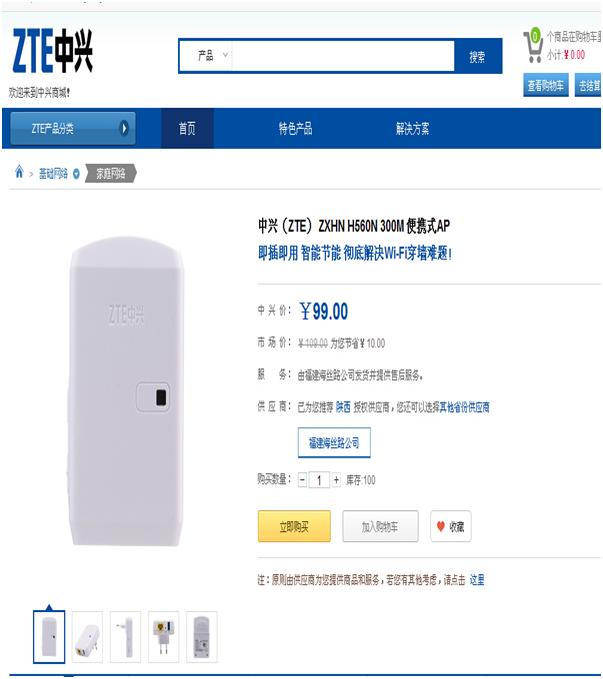 ZTE中兴
产品
搜索
0 个商品在购物车里
小计:¥ 0.00
欢迎来到中兴商城!
查看购物车 去结算
ZTE产品分类 首页 特色产品 解决方案
> 基础网络 家庭网络
中兴（ZTE） ZXHN H560N 300M 便携式AP
即插即用 智能节能 彻底解决Wi-Fi穿墙难题!
ZTE中兴
中 兴 价： ￥99.00
市 场 价： ¥ 109.00 为您节省¥ 10.00
服 务： 由福建海丝路公司发货并提供售后服务。
供 应 商： 已为您推荐 陕西 授权供应商，您还可以选择其他省份供应商
福建海丝路公司
购买数量： − 1 + 库存:100
立即购买 加入购物车 收藏
注：原则由供应商为您提供商品和服务，若您有其他考虑，请点击 这里